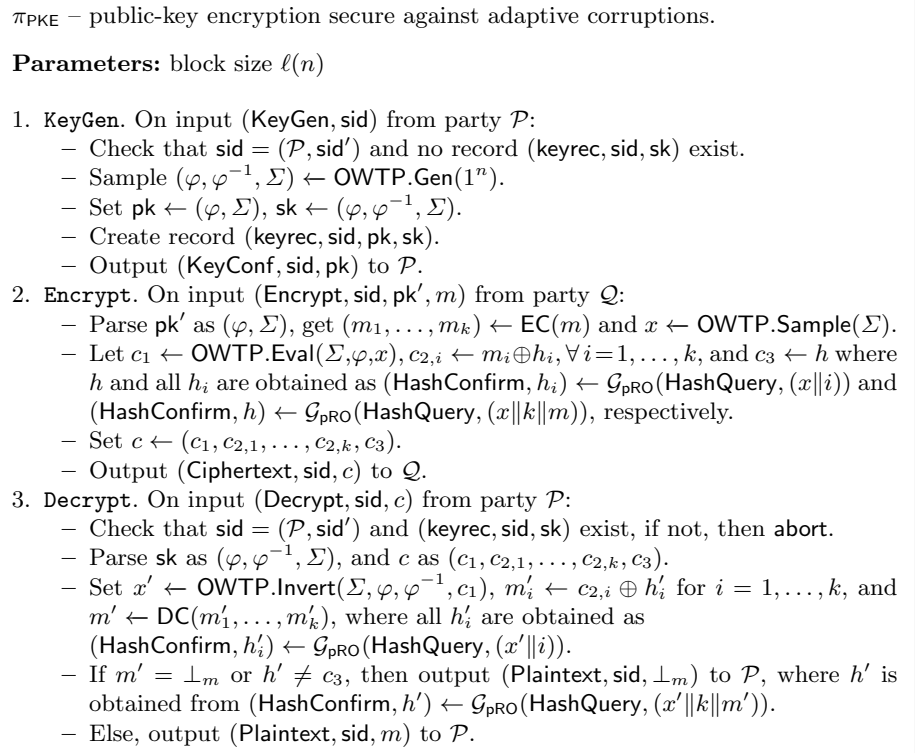 π_PKE – public-key encryption secure against adaptive corruptions.
Parameters: block size ℓ(n)
1. KeyGen. On input (KeyGen, sid) from party 𝒫:
– Check that sid = (𝒫, sid′) and no record (keyrec, sid, sk) exist.
– Sample (φ, φ⁻¹, Σ) ← OWTP.Gen(1ⁿ).
– Set pk ← (φ, Σ), sk ← (φ, φ⁻¹, Σ).
– Create record (keyrec, sid, pk, sk).
– Output (KeyConf, sid, pk) to 𝒫.
2. Encrypt. On input (Encrypt, sid, pk′, m) from party 𝒬:
– Parse pk′ as (φ, Σ), get (m₁, . . . , mₖ) ← EC(m) and x ← OWTP.Sample(Σ).
– Let c₁ ← OWTP.Eval(Σ,φ,x), c₂,ᵢ ← mᵢ⊕hᵢ, ∀ i=1, . . . , k, and c₃ ← h where
h and all hᵢ are obtained as (HashConfirm, hᵢ) ← 𝒢_pRO(HashQuery, (x‖i)) and
(HashConfirm, h) ← 𝒢_pRO(HashQuery, (x‖k‖m)), respectively.
– Set c ← (c₁, c₂,₁, . . . , c₂,ₖ, c₃).
– Output (Ciphertext, sid, c) to 𝒬.
3. Decrypt. On input (Decrypt, sid, c) from party 𝒫:
– Check that sid = (𝒫, sid′) and (keyrec, sid, sk) exist, if not, then abort.
– Parse sk as (φ, φ⁻¹, Σ), and c as (c₁, c₂,₁, . . . , c₂,ₖ, c₃).
– Set x′ ← OWTP.Invert(Σ, φ, φ⁻¹, c₁), m′ᵢ ← c₂,ᵢ ⊕ h′ᵢ for i = 1, . . . , k, and
m′ ← DC(m′₁, . . . , m′ₖ), where all h′ᵢ are obtained as
(HashConfirm, h′ᵢ) ← 𝒢_pRO(HashQuery, (x′‖i)).
– If m′ = ⊥ₘ or h′ ≠ c₃, then output (Plaintext, sid, ⊥ₘ) to 𝒫, where h′ is
obtained from (HashConfirm, h′) ← 𝒢_pRO(HashQuery, (x′‖k‖m′)).
– Else, output (Plaintext, sid, m) to 𝒫.